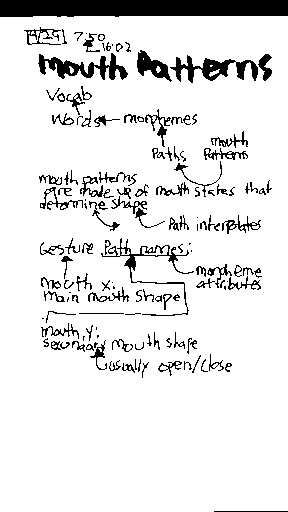 9/29 7:50
16:02
mouth Patterns
Vocab
words morphemes
Paths mouth Patterns
mouth patterns
are made up of mouth states that
determine shape
Path interpolates
Gesture Path names:
morpheme
attributes
mouth x:
main mouth shape
mouth y:
secondary mouth shape
usually open/close